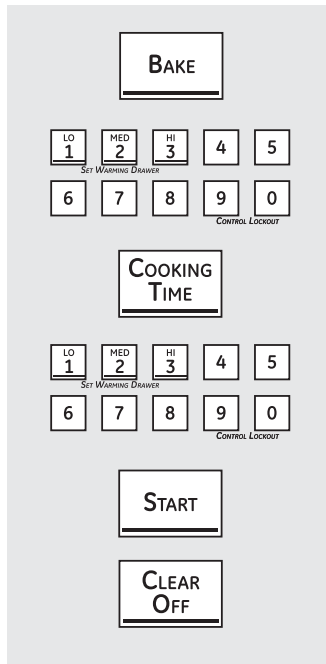 BAKE
LO MED HI
1 2 3 4 5
SET WARMING DRAWER
6 7 8 9 0
CONTROL LOCKOUT
COOKING
TIME
LO MED HI
1 2 3 4 5
SET WARMING DRAWER
6 7 8 9 0
CONTROL LOCKOUT
START
CLEAR
OFF